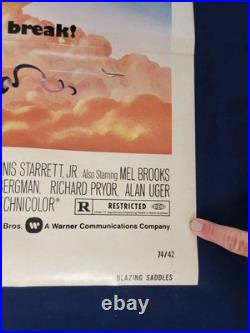 break!
NIS STARRETT, JR. Also Starring MEL BROOKS
BERGMAN, RICHARD PRYOR, ALAN UGER
ECHNICOLOR®
R RESTRICTED
Bros. A Warner Communications Company
74/42
BLAZING SADDLES